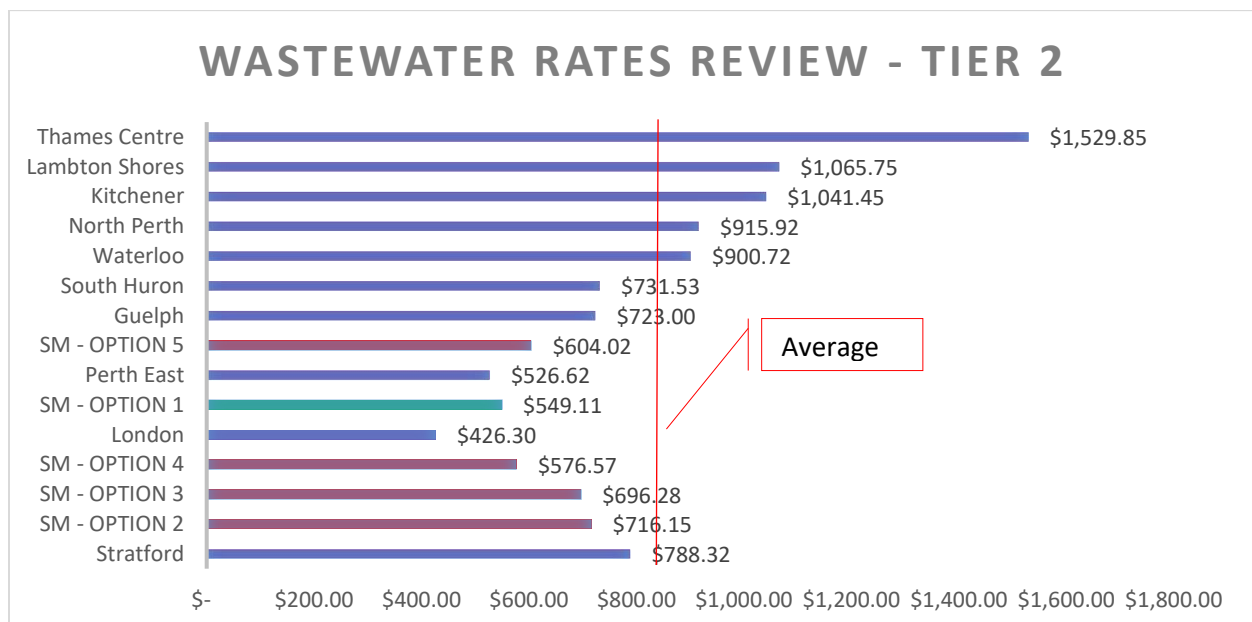 WASTEWATER RATES REVIEW - TIER 2
Thames Centre $1,529.85
Lambton Shores $1,065.75
Kitchener $1,041.45
North Perth $915.92
Waterloo $900.72
South Huron $731.53
Guelph $723.00
SM - OPTION 5 $604.02
Average
Perth East $526.62
SM - OPTION 1 $549.11
London $426.30
SM - OPTION 4 $576.57
SM - OPTION 3 $696.28
SM - OPTION 2 $716.15
Stratford $788.32
$- $200.00 $400.00 $600.00 $800.00 $1,000.00 $1,200.00 $1,400.00 $1,600.00 $1,800.00